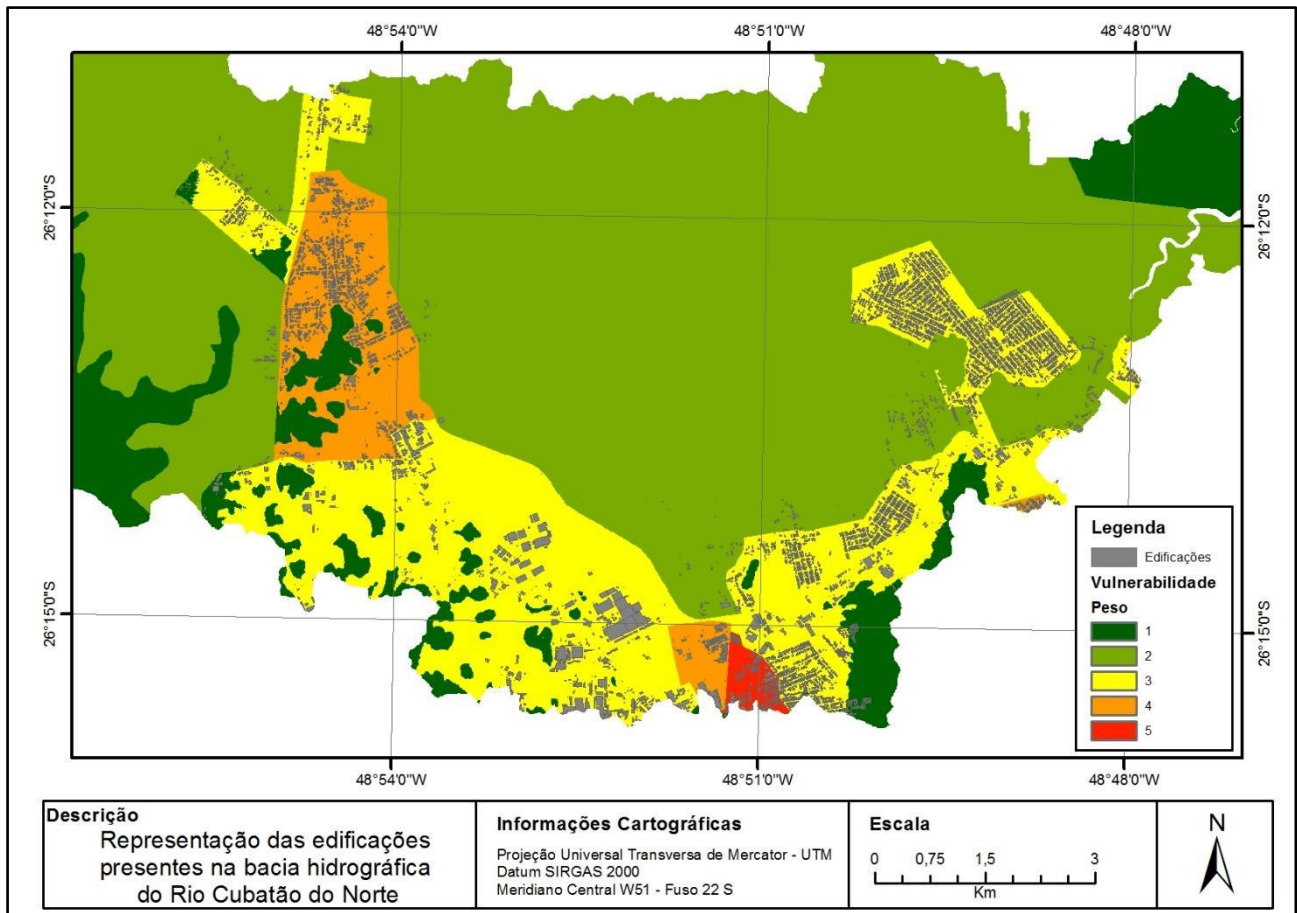 48°54'0"W
48°51'0"W
48°48'0"W
26°12'0"S
26°12'0"S
26°15'0"S
26°15'0"S
Legenda
Edificações
Vulnerabilidade
Peso
1
2
3
4
5
48°54'0"W
48°51'0"W
48°48'0"W
Descrição
Representação das edificações
presentes na bacia hidrográfica
do Rio Cubatão do Norte
Informações Cartográficas
Projeção Universal Transversa de Mercator - UTM
Datum SIRGAS 2000
Meridiano Central W51 - Fuso 22 S
Escala
0 0,75 1,5 3
Km
N